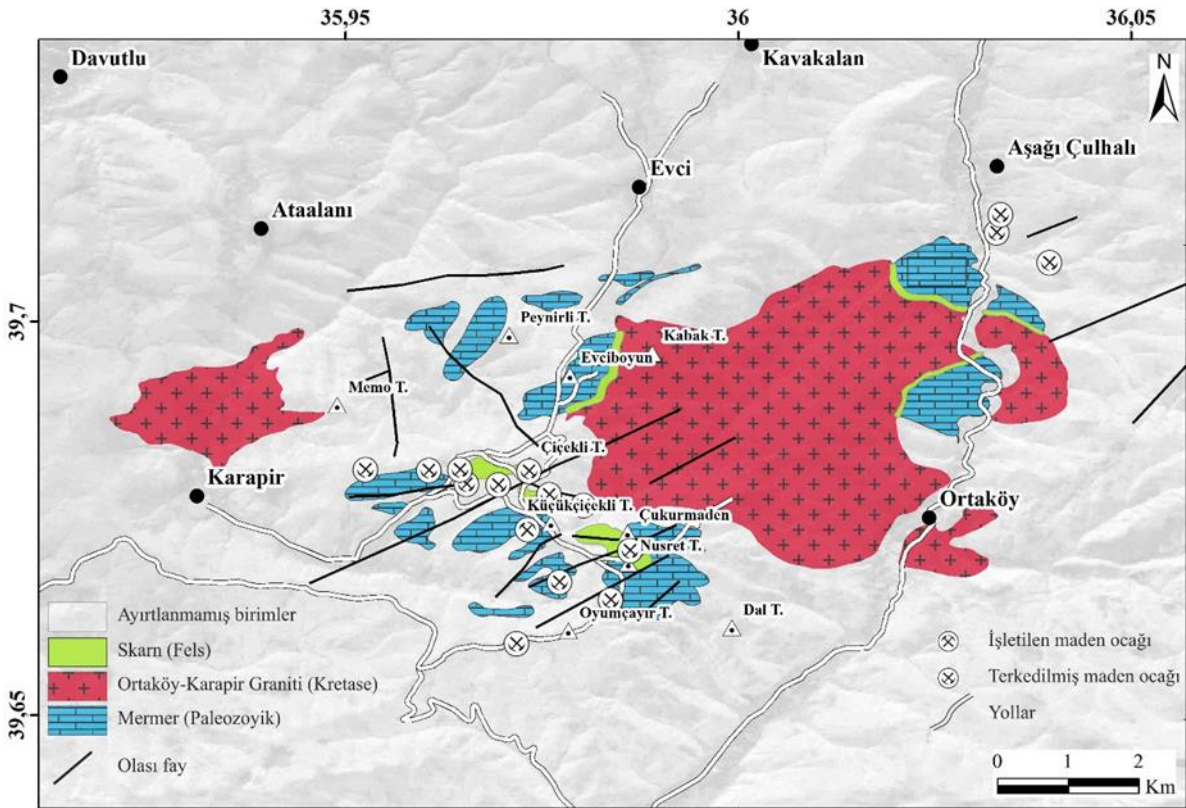 35,95
36
36,05
Davutlu
Kavakalan
N
Aşağı Çulhalı
Evci
Ataalanı
39,7
Peynirli T.
Kabak T.
Evciboyun
Memo T.
Çiçekli T.
Karapir
Küçükçiçekli T.
Çukurmaden
Ortaköy
Nusret T.
Oyumçayır T.
Dal T.
39,65
Ayırtlanmamış birimler
Skarn (Fels)
Ortaköy-Karapir Graniti (Kretase)
Mermer (Paleozoyik)
Olası fay
İşletilen maden ocağı
Terkedilmiş maden ocağı
Yollar
0 1 2
Km